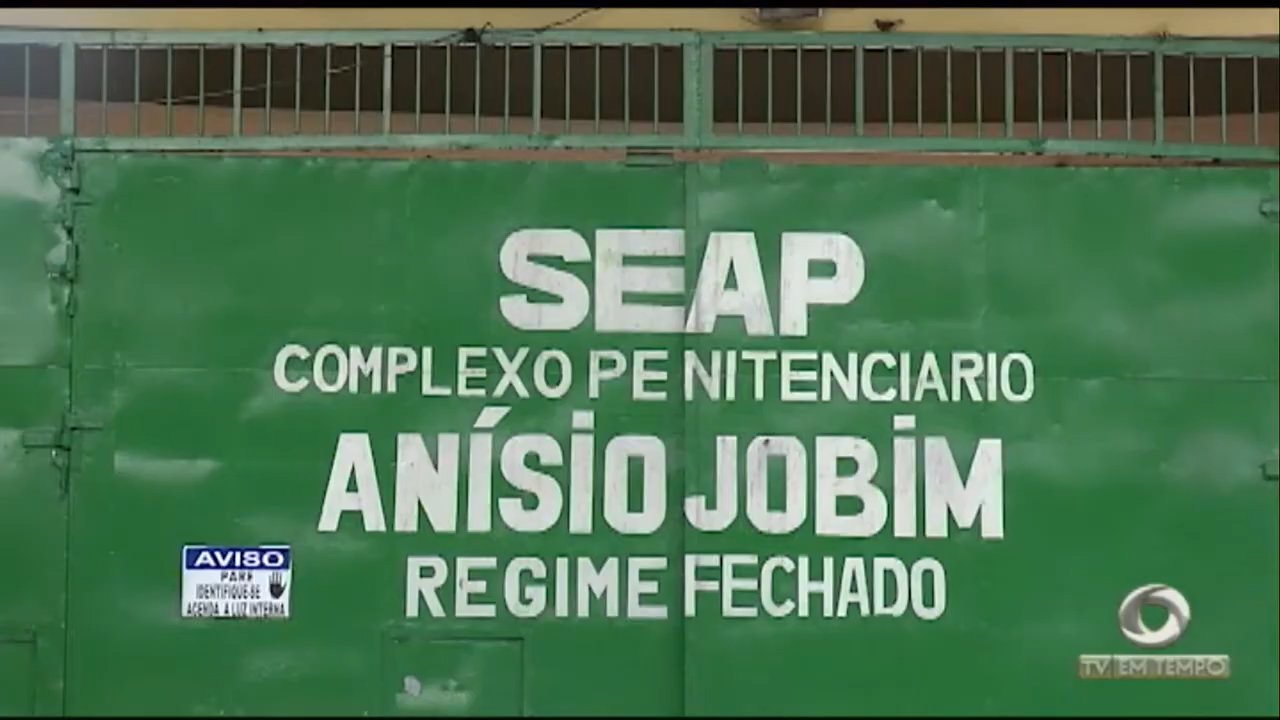 SEAP
COMPLEXO PENITENCIARIO
ANÍSIO JOBIM
REGIME FECHADO
AVISO
PARE
IDENTIFIQUE-SE
ACENDA A LUZ INTERNA
TV EM TEMPO